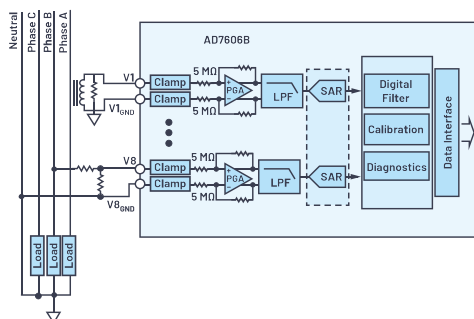 Neutral
Phase C
Phase B
Phase A
AD7606B
V1
Clamp
5 MΩ
PGA
LPF
SAR
Clamp
V1GND
5 MΩ
V8
Clamp
5 MΩ
PGA
LPF
SAR
Clamp
V8GND
5 MΩ
Digital
Filter
Calibration
Diagnostics
Data Interface
Load
Load
Load